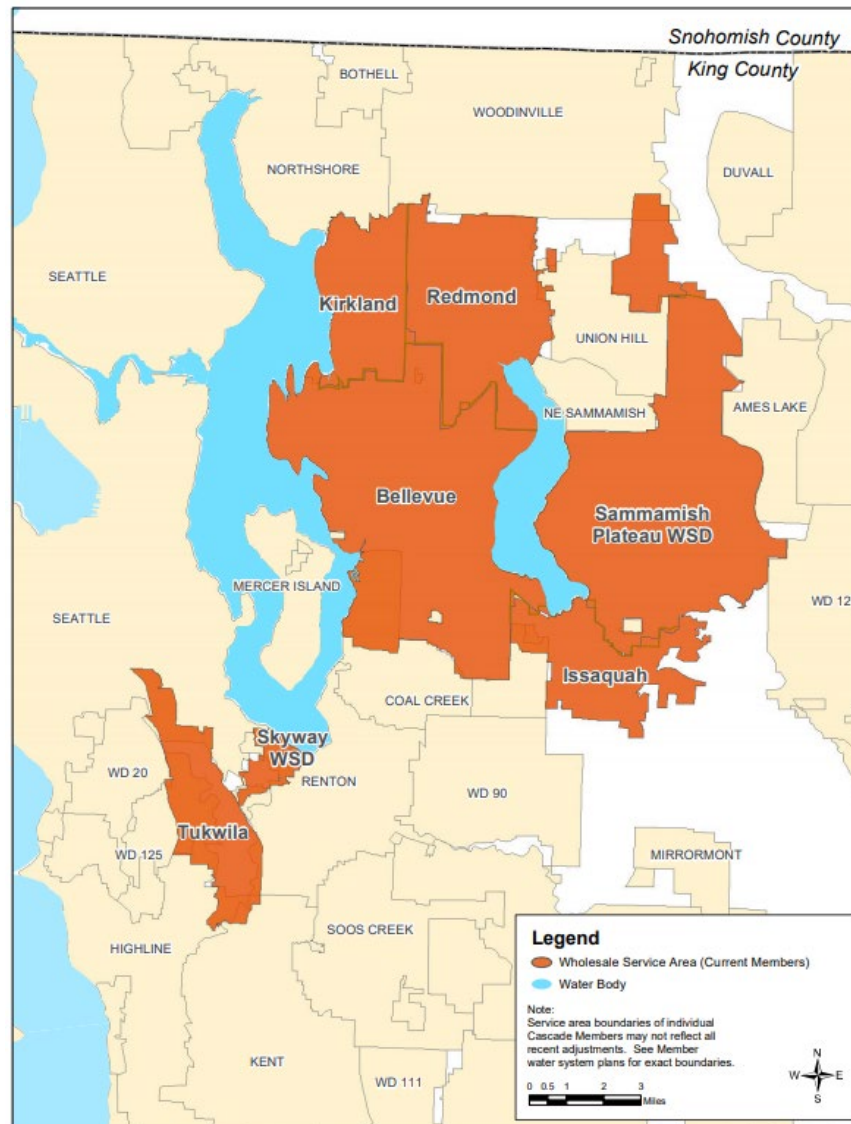 Snohomish County
King County
BOTHELL
WOODINVILLE
NORTHSHORE
DUVALL
SEATTLE
Kirkland
Redmond
UNION HILL
NE SAMMAMISH
AMES LAKE
Bellevue
Sammamish
Plateau WSD
MERCER ISLAND
WD 12
SEATTLE
Issaquah
COAL CREEK
Skyway
WSD
RENTON
WD 20
WD 90
Tukwila
WD 125
MIRRORMONT
SOOS CREEK
HIGHLINE
KENT
WD 111
Legend
Wholesale Service Area (Current Members)
Water Body
Note:
Service area boundaries of individual
Cascade Members may not reflect all
recent adjustments. See Member
water system plans for exact boundaries.
0 0.5 1 2 3
Miles
N
W E
S